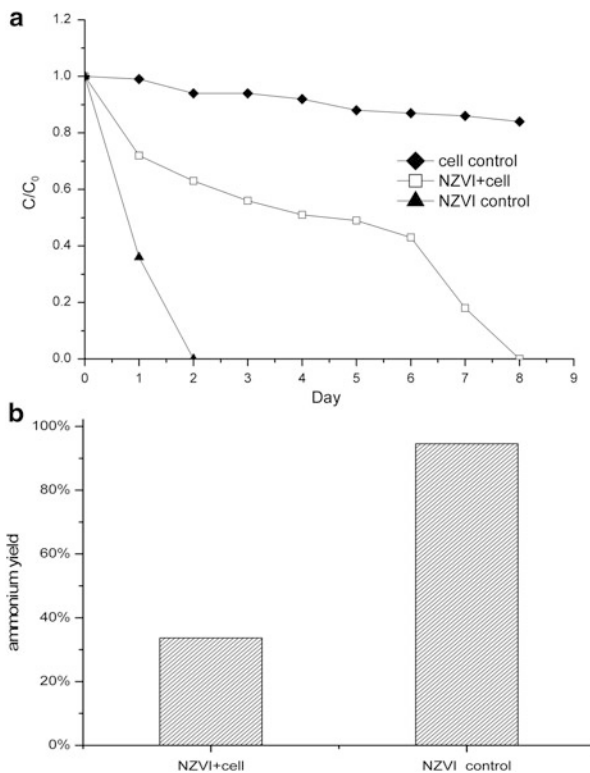 a
1.2
1.0
0.8
0.6
0.4
0.2
0.0
C/C0
cell control
NZVI+cell
NZVI control
0 1 2 3 4 5 6 7 8 9
Day
b
100%
80%
60%
40%
20%
0%
ammonium yield
NZVI+cell NZVI control